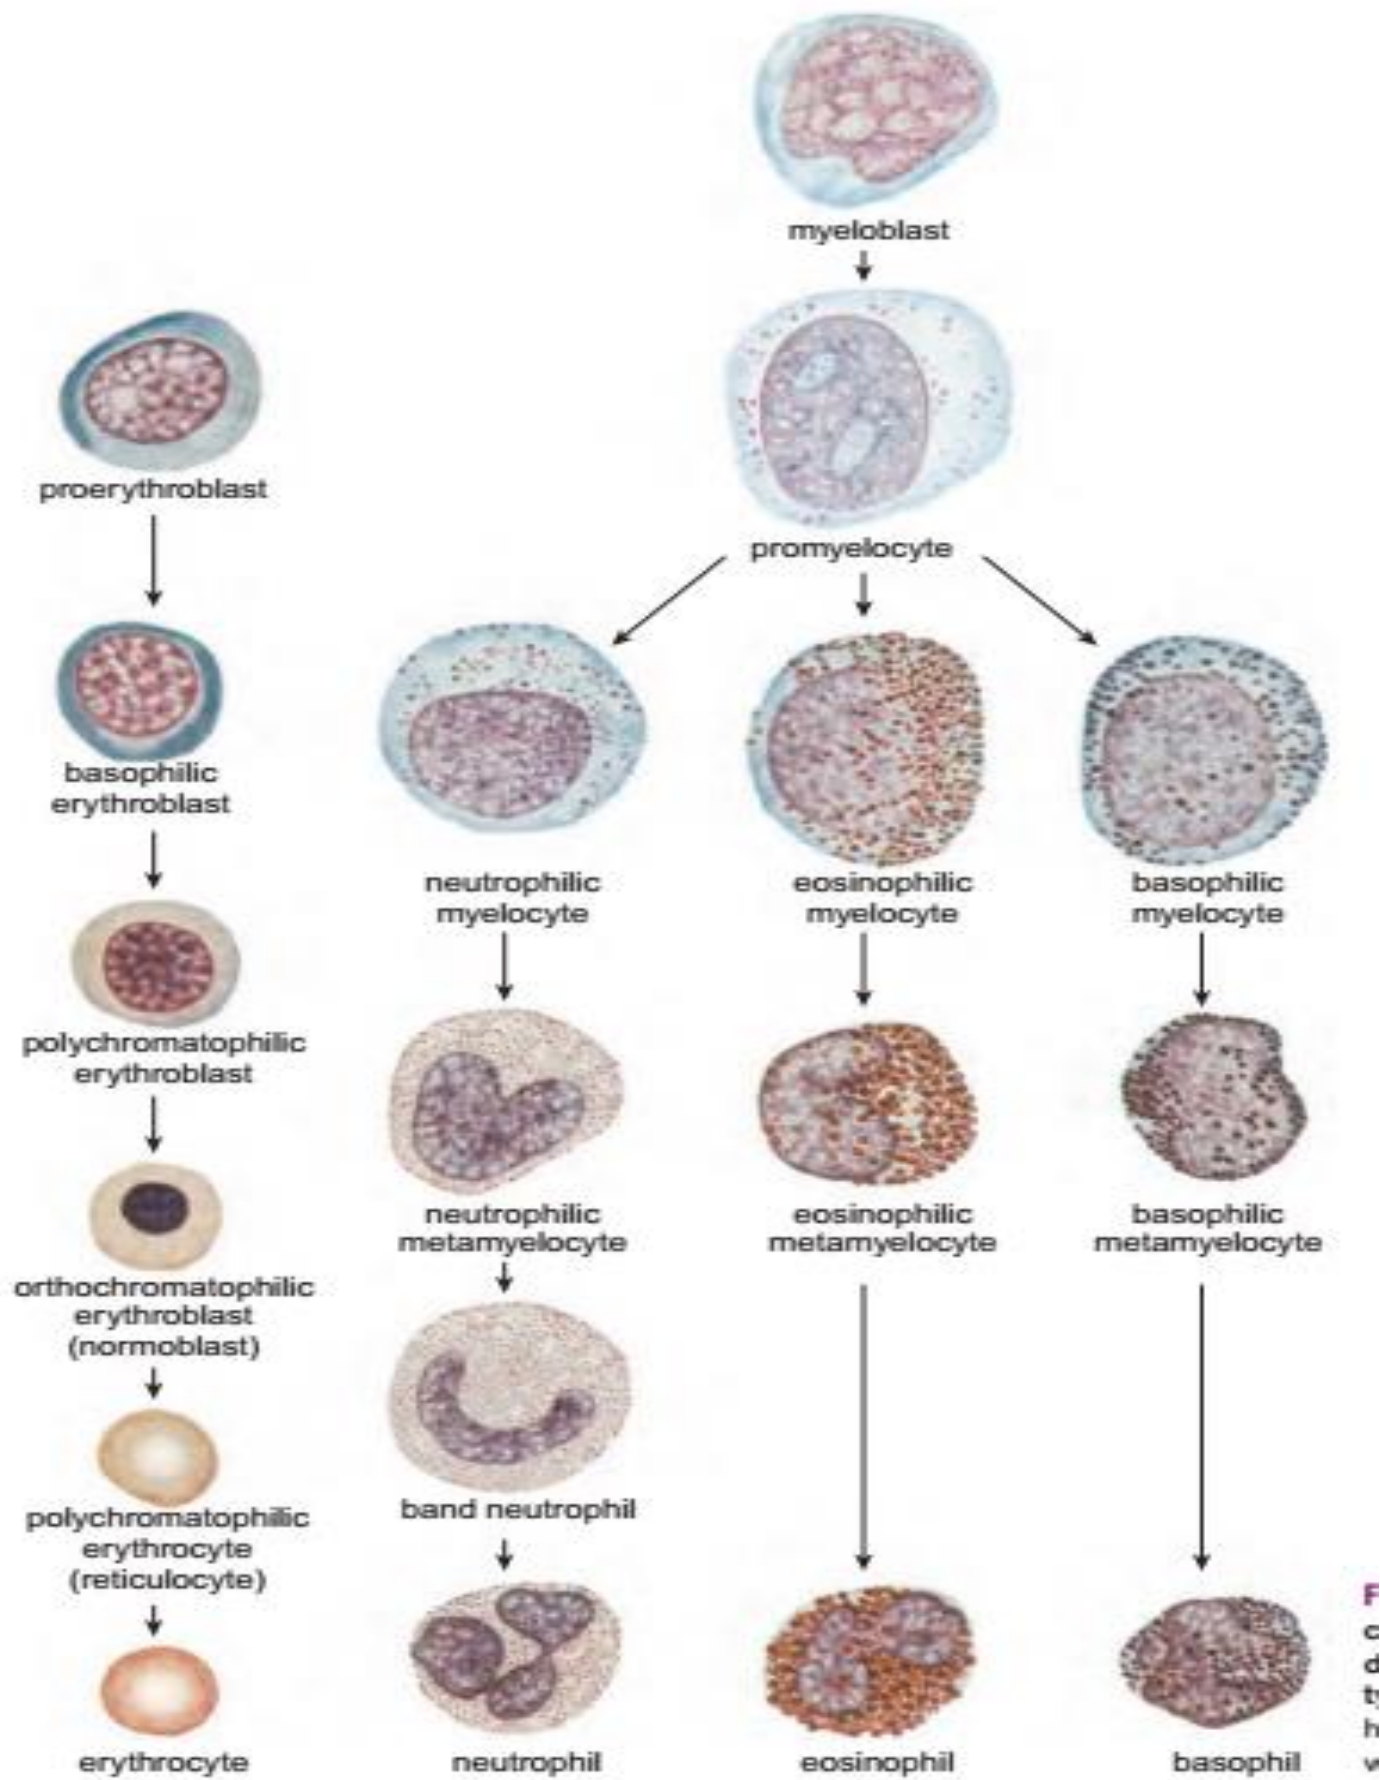 myeloblast
promyelocyte
proerythroblast
basophilic
erythroblast
polychromatophilic
erythroblast
orthochromatophilic
erythroblast
(normoblast)
polychromatophilic
erythrocyte
(reticulocyte)
erythrocyte
neutrophilic
myelocyte
neutrophilic
metamyelocyte
band neutrophil
neutrophil
eosinophilic
myelocyte
eosinophilic
metamyelocyte
eosinophil
basophilic
myelocyte
basophilic
metamyelocyte
basophil